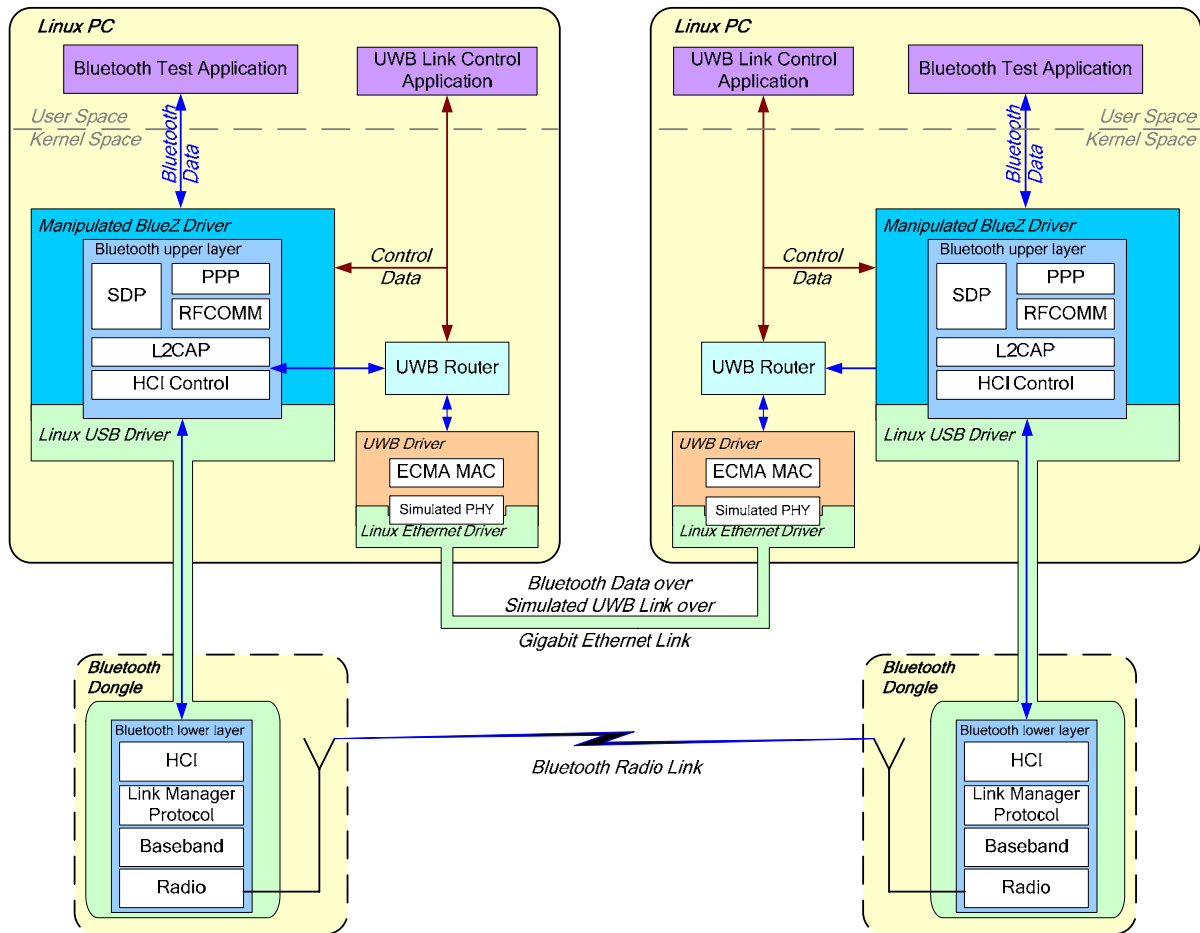 Linux PC
Bluetooth Test Application
UWB Link Control
Application
User Space
Kernel Space
Bluetooth
Data
Manipulated BlueZ Driver
Bluetooth upper layer
SDP
PPP
RFCOMM
L2CAP
HCI Control
Linux USB Driver
Control
Data
UWB Router
UWB Driver
ECMA MAC
Simulated PHY
Linux Ethernet Driver
Linux PC
UWB Link Control
Application
Bluetooth Test Application
User Space
Kernel Space
Bluetooth
Data
Manipulated BlueZ Driver
Bluetooth upper layer
SDP
PPP
RFCOMM
L2CAP
HCI Control
Linux USB Driver
Control
Data
UWB Router
UWB Driver
ECMA MAC
Simulated PHY
Linux Ethernet Driver
Bluetooth Data over
Simulated UWB Link over
Gigabit Ethernet Link
Bluetooth
Dongle
Bluetooth lower layer
HCI
Link Manager
Protocol
Baseband
Radio
Bluetooth Radio Link
Bluetooth
Dongle
Bluetooth lower layer
HCI
Link Manager
Protocol
Baseband
Radio